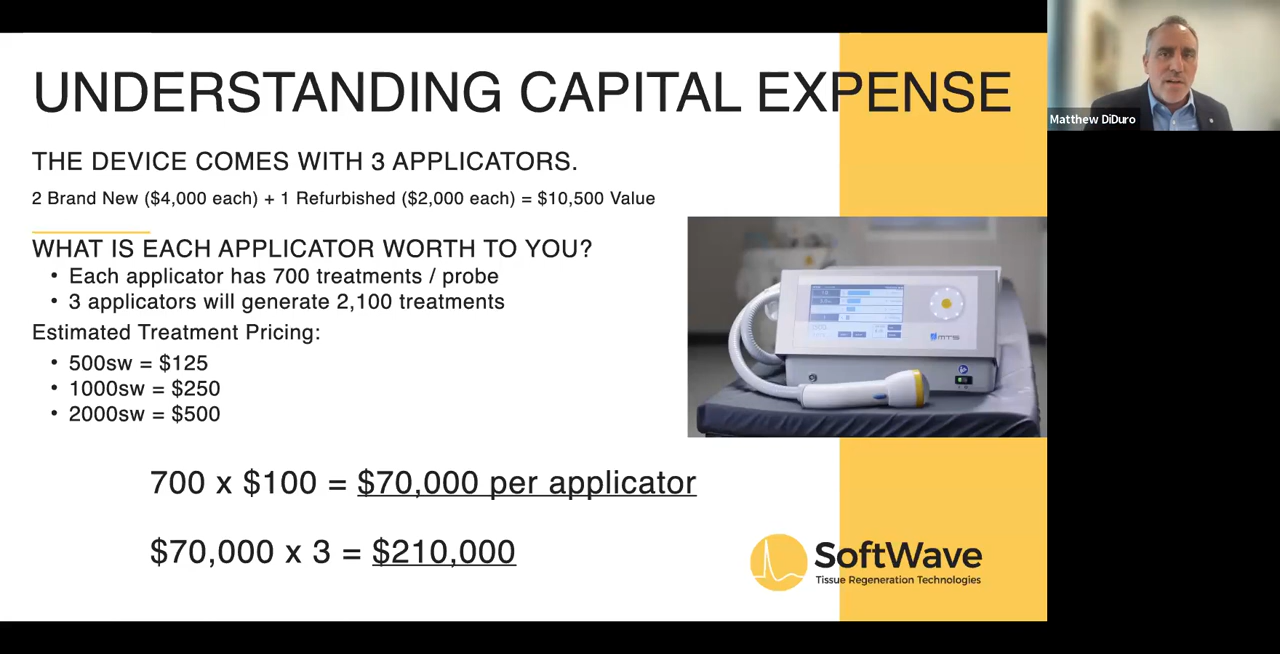 UNDERSTANDING CAPITAL EXPENSE
Matthew DiDuro
THE DEVICE COMES WITH 3 APPLICATORS.
2 Brand New ($4,000 each) + 1 Refurbished ($2,000 each) = $10,500 Value
WHAT IS EACH APPLICATOR WORTH TO YOU?
• Each applicator has 700 treatments / probe
• 3 applicators will generate 2,100 treatments
Estimated Treatment Pricing:
• 500sw = $125
• 1000sw = $250
• 2000sw = $500
MTS
700 x $100 = $70,000 per applicator
$70,000 x 3 = $210,000
SoftWave
Tissue Regeneration Technologies